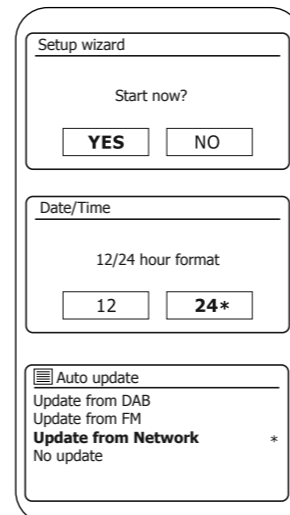 Setup wizard
Start now?
YES NO
Date/Time
12/24 hour format
12 24*
Auto update
Update from DAB
Update from FM
Update from Network *
No update